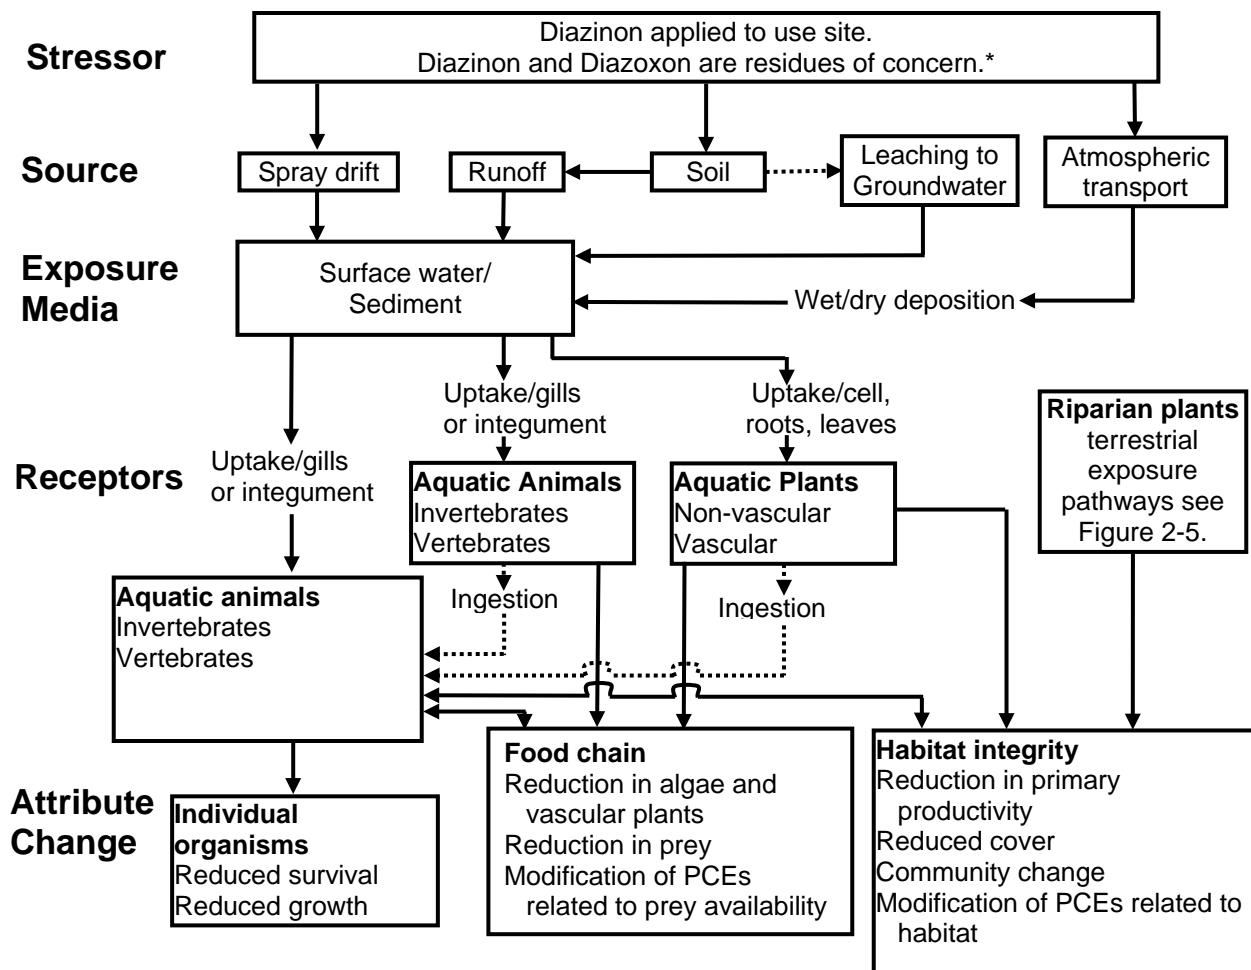 Stressor
Diazinon applied to use site.
Diazinon and Diazoxon are residues of concern.*
Source
Spray drift
Runoff
Soil
Leaching to
Groundwater
Atmospheric
transport
Exposure
Media
Surface water/
Sediment
Wet/dry deposition
Uptake/gills
or integument
Uptake/cell,
roots, leaves
Riparian plants
terrestrial
exposure
pathways see
Figure 2-5.
Receptors
Uptake/gills
or integument
Aquatic Animals
Invertebrates
Vertebrates
Aquatic Plants
Non-vascular
Vascular
Ingestion
Ingestion
Aquatic animals
Invertebrates
Vertebrates
Attribute
Change
Individual
organisms
Reduced survival
Reduced growth
Food chain
Reduction in algae and
vascular plants
Reduction in prey
Modification of PCEs
related to prey availability
Habitat integrity
Reduction in primary
productivity
Reduced cover
Community change
Modification of PCEs related to
habitat